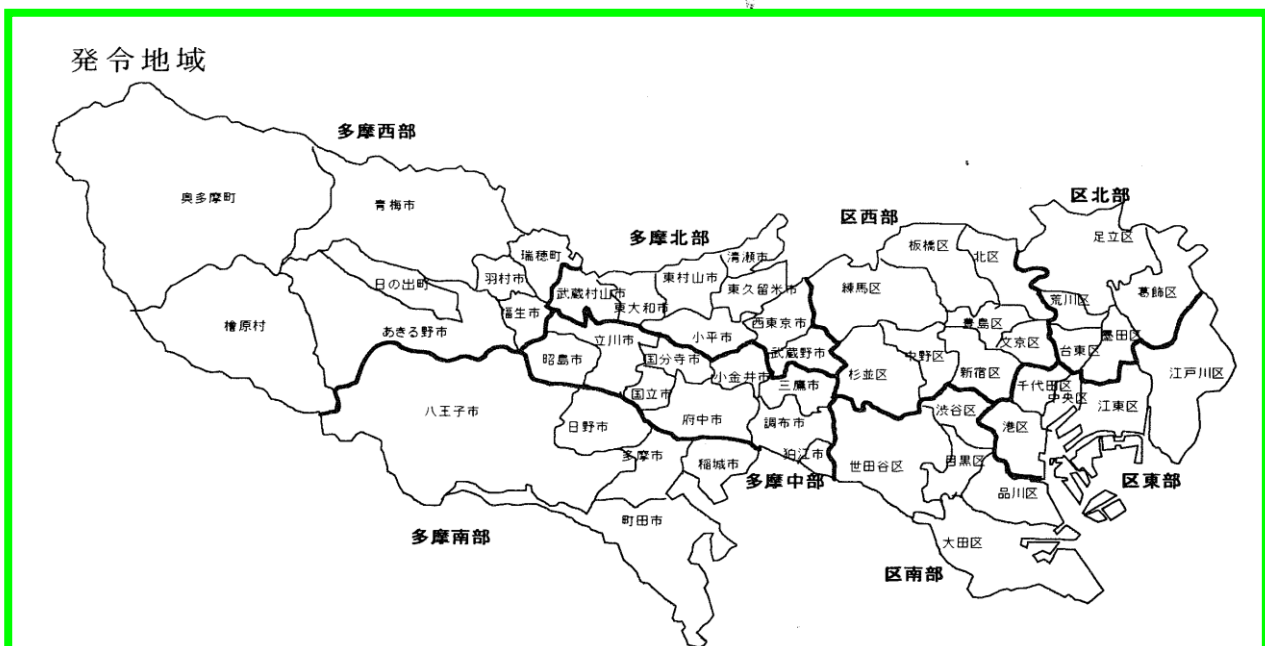 発令地域
多摩西部
奥多摩町
青梅市
瑞穂町
羽村市
日の出町
福生市
あきる野市
檜原村
多摩北部
清瀬市
東村山市
東久留米市
武蔵村山市
東大和市
小平市
西東京市
武蔵野市
立川市
昭島市
国分寺市
小金井市
三鷹市
国立市
府中市
調布市
狛江市
多摩中部
八王子市
日野市
多摩市
稲城市
町田市
多摩南部
区西部
板橋区
北区
練馬区
豊島区
文京区
中野区
杉並区
新宿区
区北部
足立区
荒川区
葛飾区
台東区
墨田区
江戸川区
千代田区
中央区
江東区
港区
区東部
渋谷区
世田谷区
目黒区
品川区
大田区
区南部